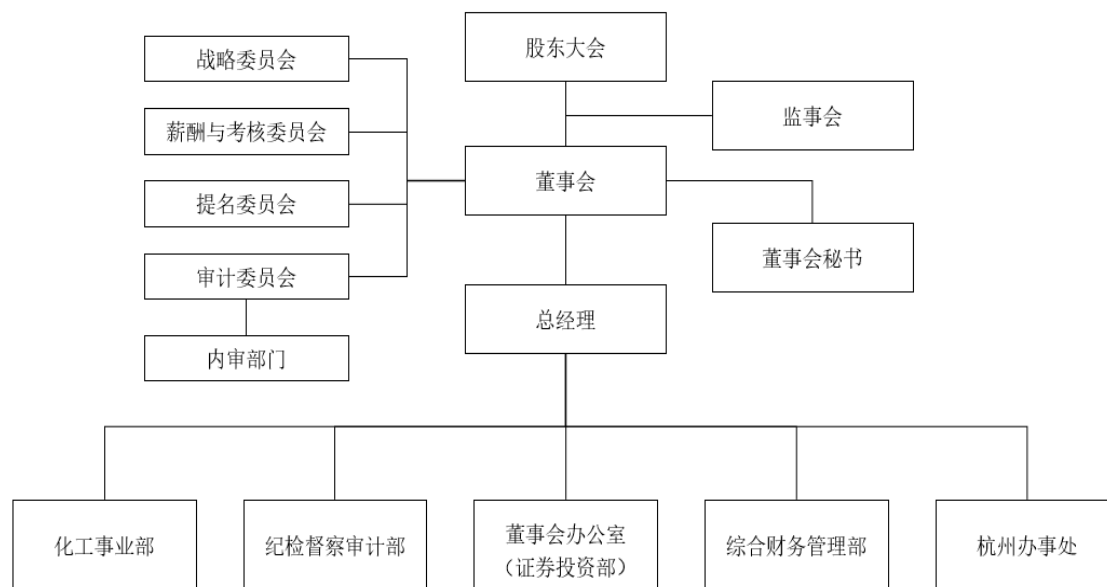 股东大会
战略委员会
监事会
薪酬与考核委员会
董事会
提名委员会
董事会秘书
审计委员会
总经理
内审部门
化工事业部
纪检督察审计部
董事会办公室
（证券投资部）
综合财务管理部
杭州办事处